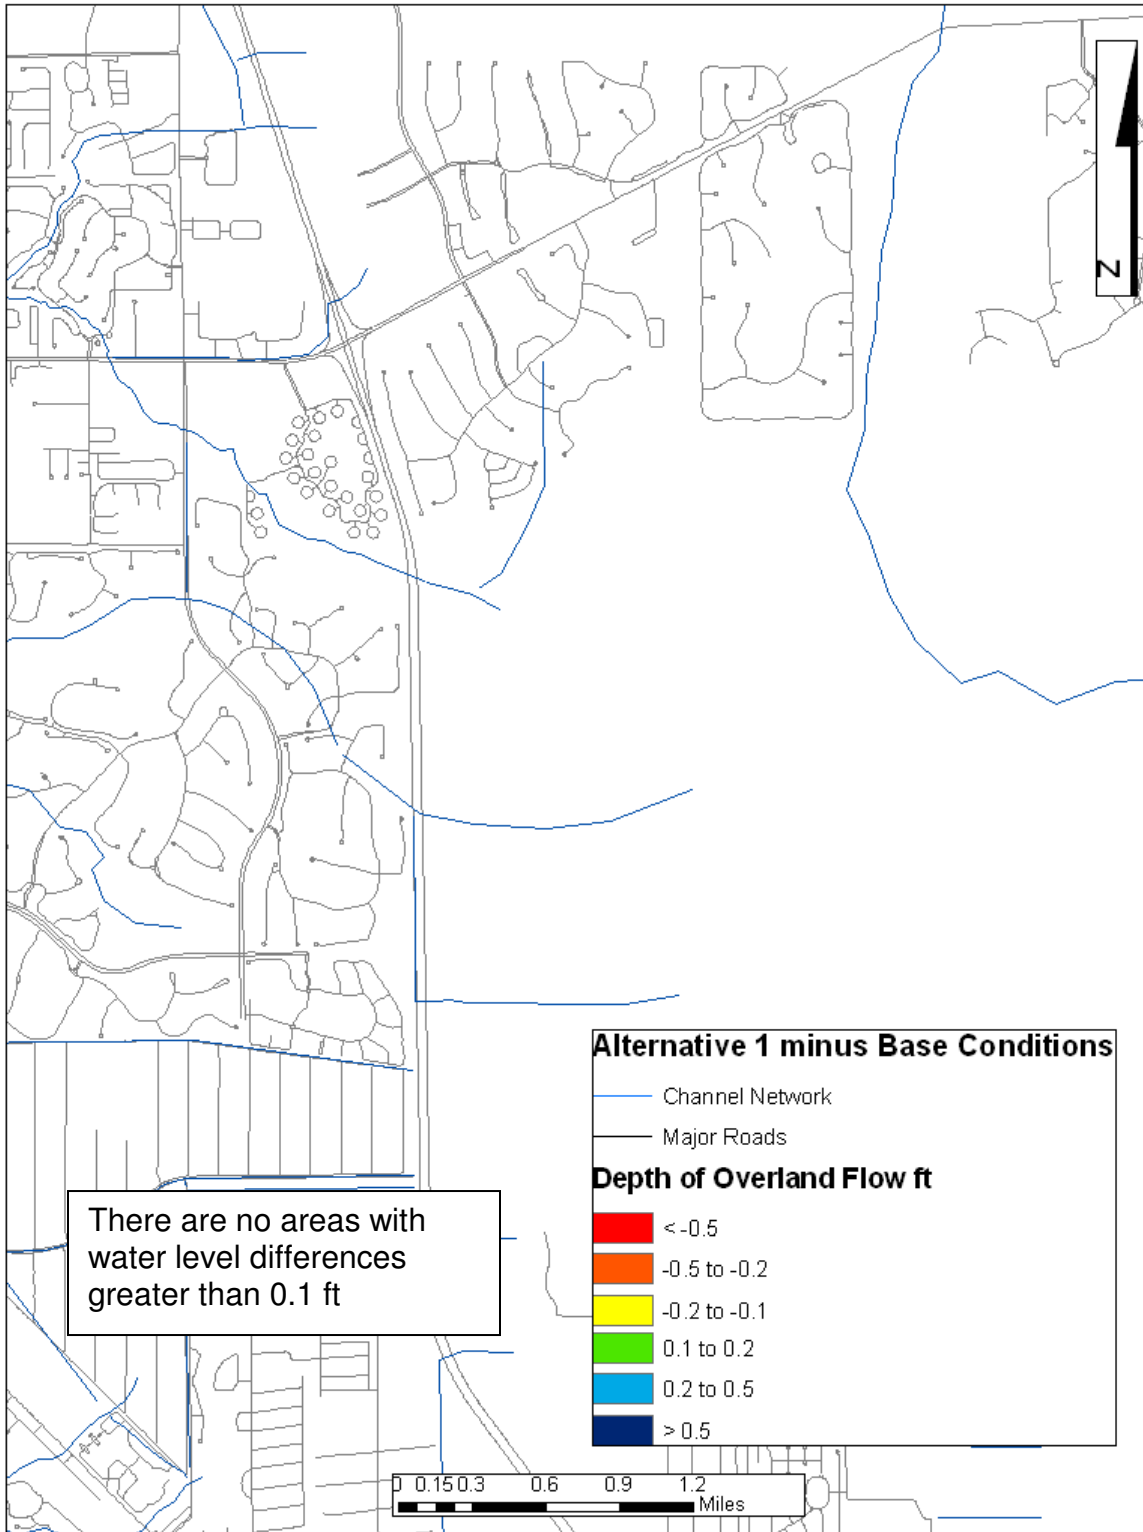 N
Alternative 1 minus Base Conditions
Channel Network
Major Roads
Depth of Overland Flow ft
< -0.5
-0.5 to -0.2
-0.2 to -0.1
0.1 to 0.2
0.2 to 0.5
> 0.5
There are no areas with
water level differences
greater than 0.1 ft
0 0.15 0.3 0.6 0.9 1.2
Miles